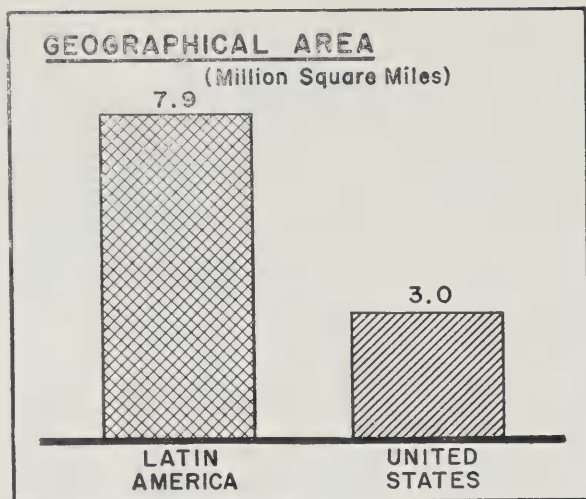 GEOGRAPHICAL AREA
(Million Square Miles)
7.9
3.0
LATIN
AMERICA
UNITED
STATES